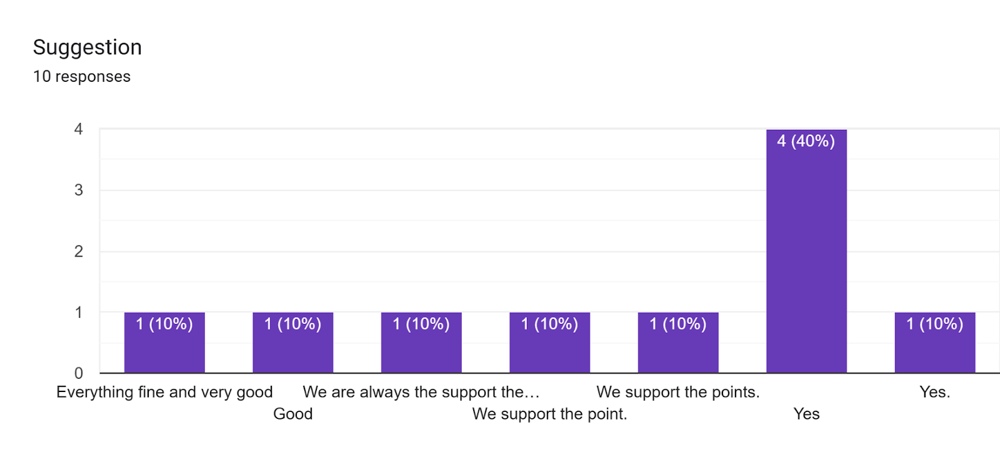 Suggestion
10 responses
4
3
2
1
0
4 (40%)
1 (10%)
1 (10%)
1 (10%)
1 (10%)
1 (10%)
1 (10%)
Everything fine and very good
Good
We are always the support the…
We support the point.
We support the points.
Yes
Yes.